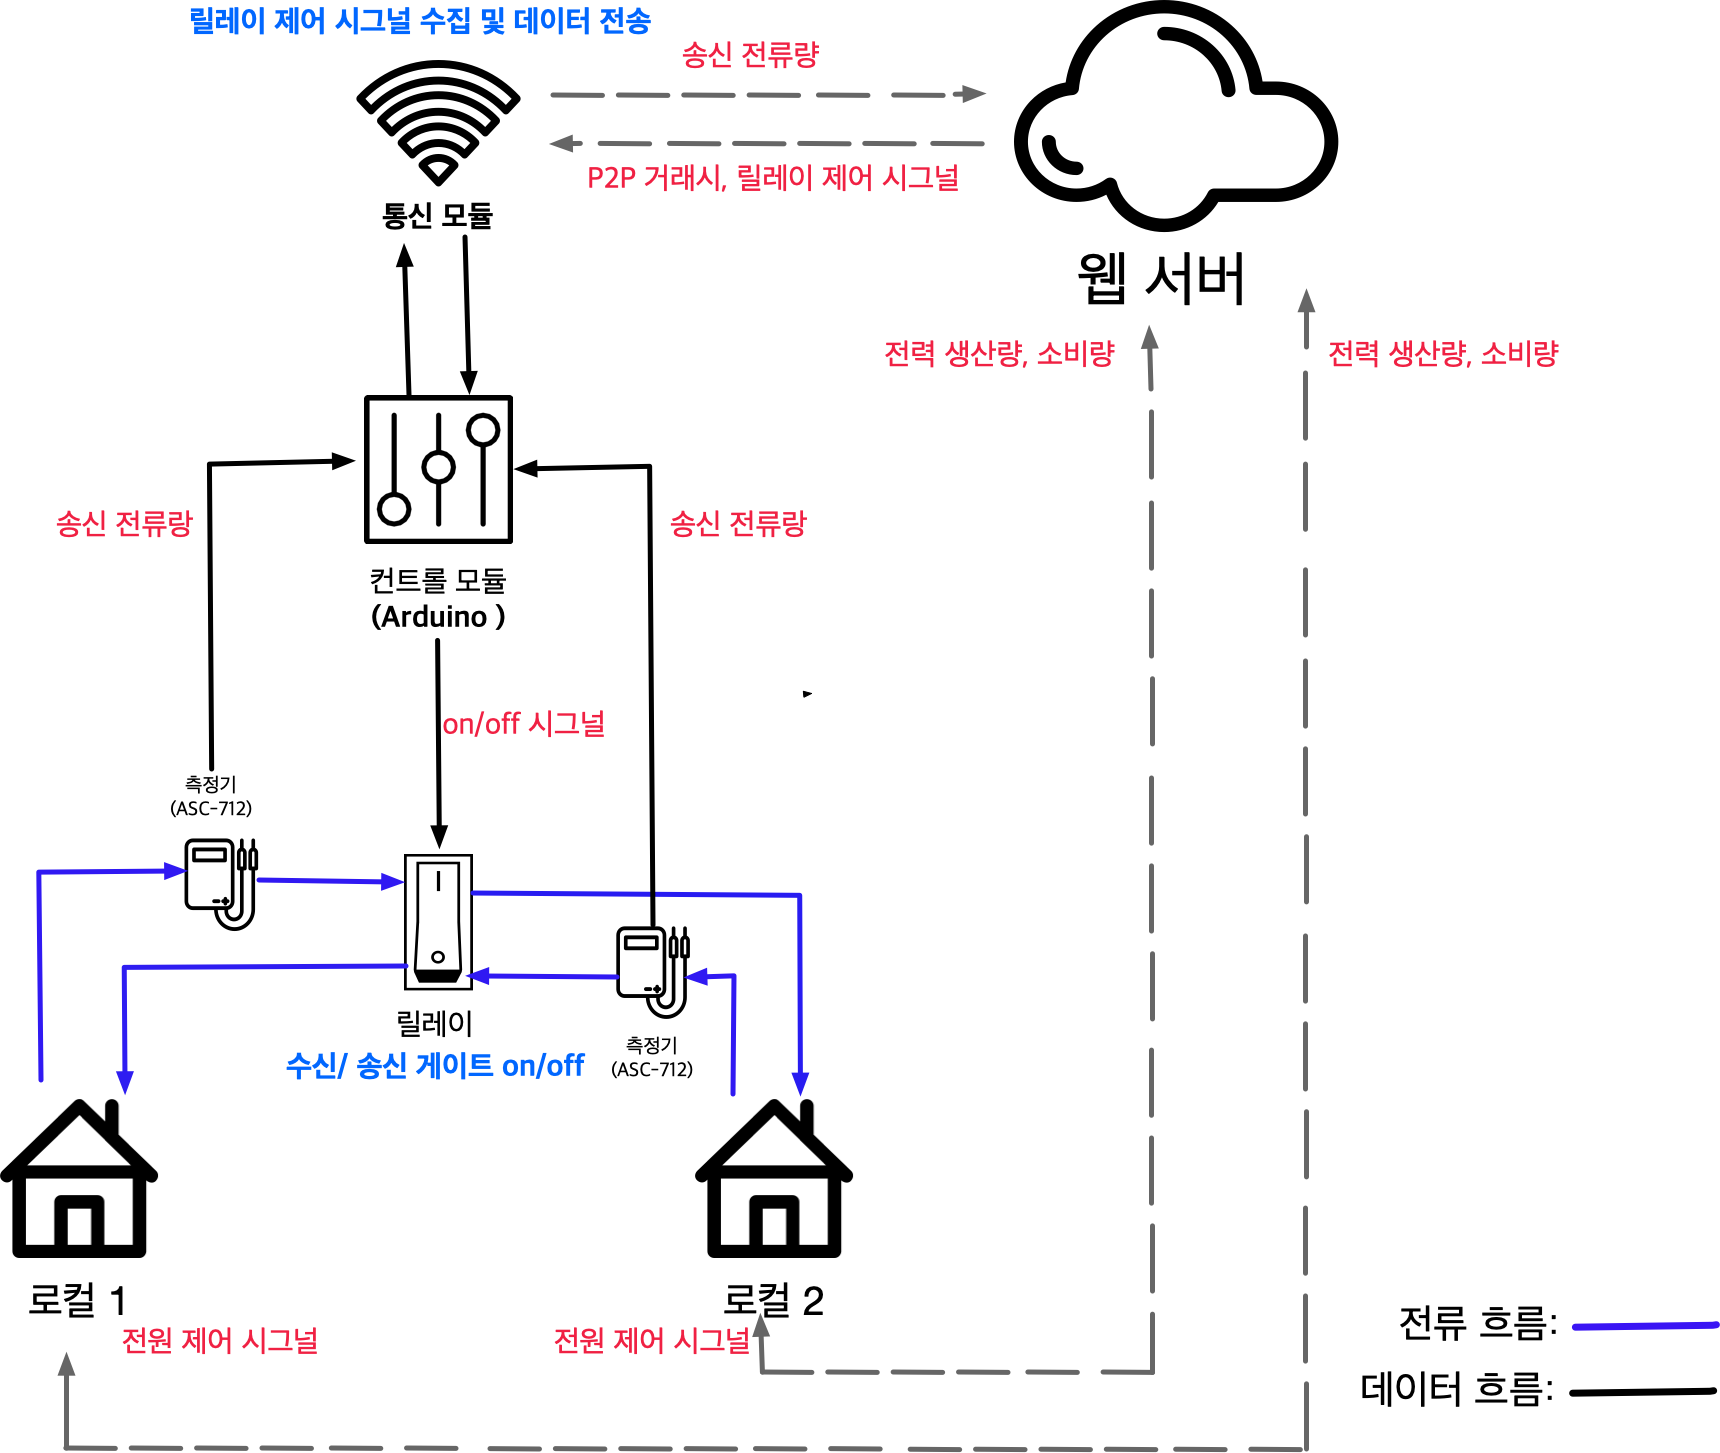 릴레이 제어 시그널 수집 및 데이터 전송
송신 전류량
P2P 거래시, 릴레이 제어 시그널
통신 모듈
웹 서버
전력 생산량, 소비량
전력 생산량, 소비량
송신 전류랑
송신 전류랑
컨트롤 모듈
(Arduino )
on/off 시그널
측정기
(ASC-712)
릴레이
수신/ 송신 게이트 on/off
측정기
(ASC-712)
로컬 1
로컬 2
전원 제어 시그널
전원 제어 시그널
전류 흐름:
데이터 흐름: